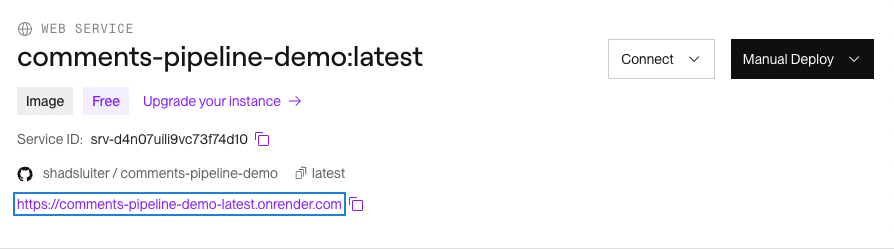 WEB SERVICE
comments-pipeline-demo:latest
Connect
Manual Deploy
Image Free Upgrade your instance →
Service ID: srv-d4n07uili9vc73f74d10
shadsluiter / comments-pipeline-demo latest
https://comments-pipeline-demo-latest.onrender.com